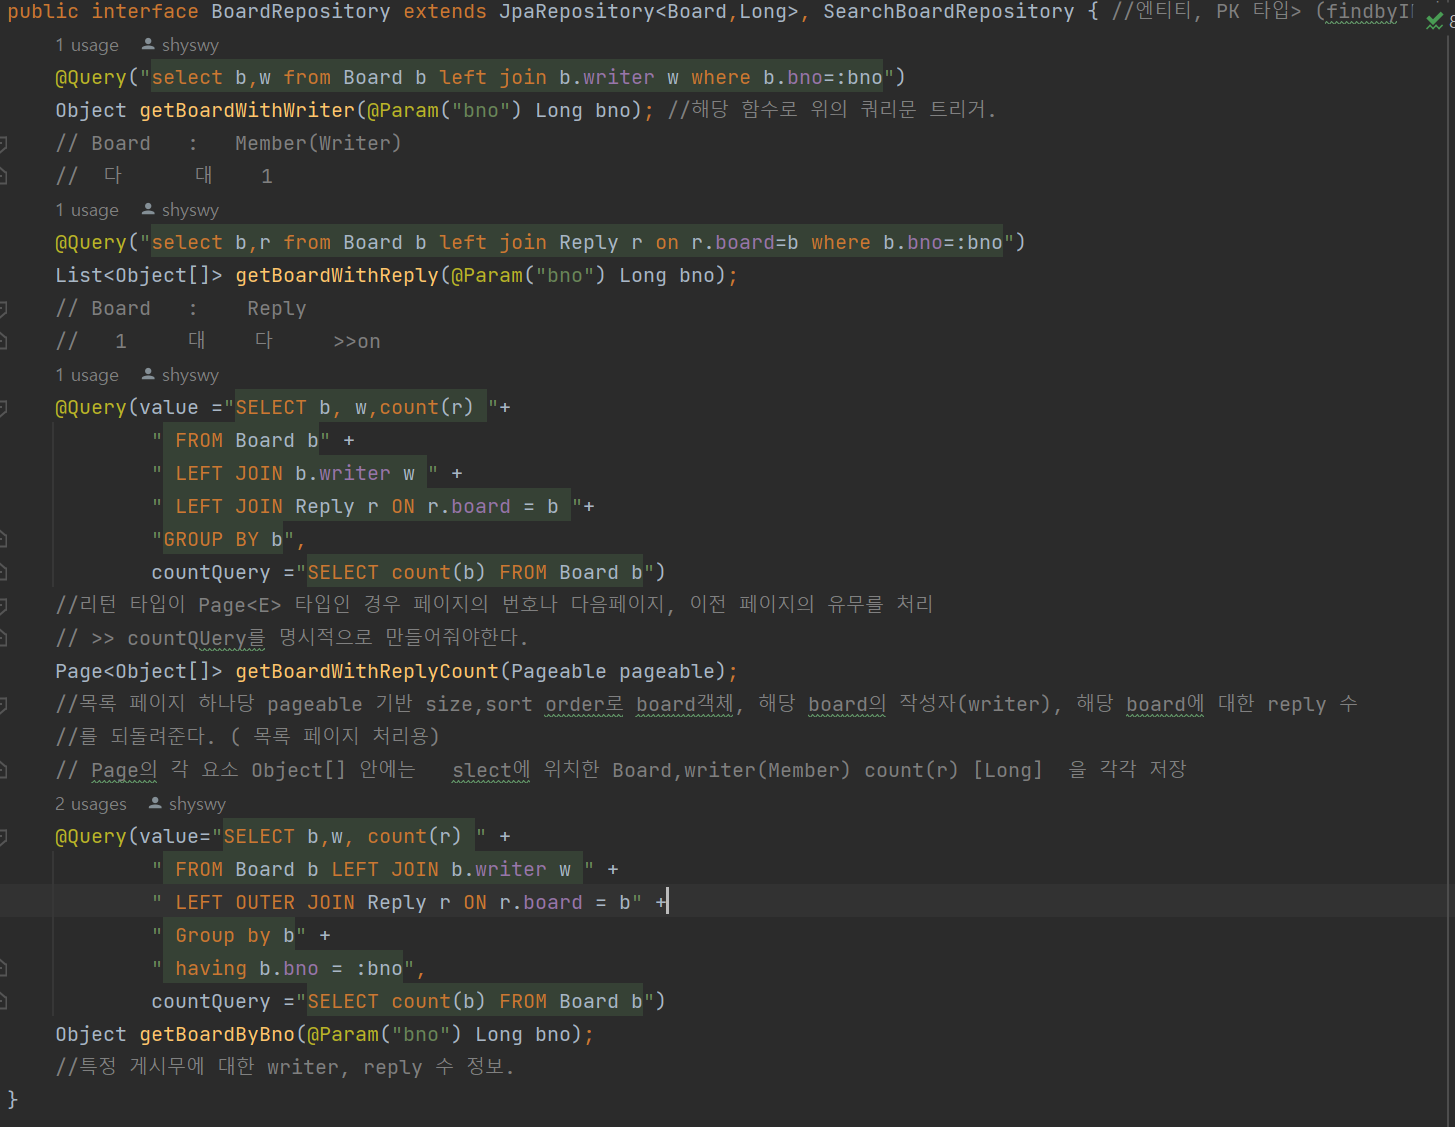 public interface BoardRepository extends JpaRepository<Board,Long>, SearchBoardRepository { //엔티티, PK 타입> (findbyI
1 usage shyswy
@Query("select b,w from Board b left join b.writer w where b.bno=:bno")
Object getBoardWithWriter(@Param("bno") Long bno); //해당 함수로 위의 쿼리문 트리거.
// Board   :   Member(Writer)
//  다      대    1
1 usage shyswy
@Query("select b,r from Board b left join Reply r on r.board=b where b.bno=:bno")
List<Object[]> getBoardWithReply(@Param("bno") Long bno);
// Board   :    Reply
//   1     대    다     >>on
1 usage shyswy
@Query(value ="SELECT b, w,count(r) "+
" FROM Board b" +
" LEFT JOIN b.writer w " +
" LEFT JOIN Reply r ON r.board = b "+
"GROUP BY b",
countQuery ="SELECT count(b) FROM Board b")
//리턴 타입이 Page<E> 타입인 경우 페이지의 번호나 다음페이지, 이전 페이지의 유무를 처리
// >> countQUery를 명시적으로 만들어줘야한다.
Page<Object[]> getBoardWithReplyCount(Pageable pageable);
//목록 페이지 하나당 pageable 기반 size,sort order로 board객체, 해당 board의 작성자(writer), 해당 board에 대한 reply 수
//를 되돌려준다. ( 목록 페이지 처리용)
// Page의 각 요소 Object[] 안에는   slect에 위치한 Board,writer(Member) count(r) [Long]  을 각각 저장
2 usages shyswy
@Query(value="SELECT b,w, count(r) " +
" FROM Board b LEFT JOIN b.writer w " +
" LEFT OUTER JOIN Reply r ON r.board = b" +
" Group by b" +
" having b.bno = :bno",
countQuery ="SELECT count(b) FROM Board b")
Object getBoardByBno(@Param("bno") Long bno);
//특정 게시무에 대한 writer, reply 수 정보.
}